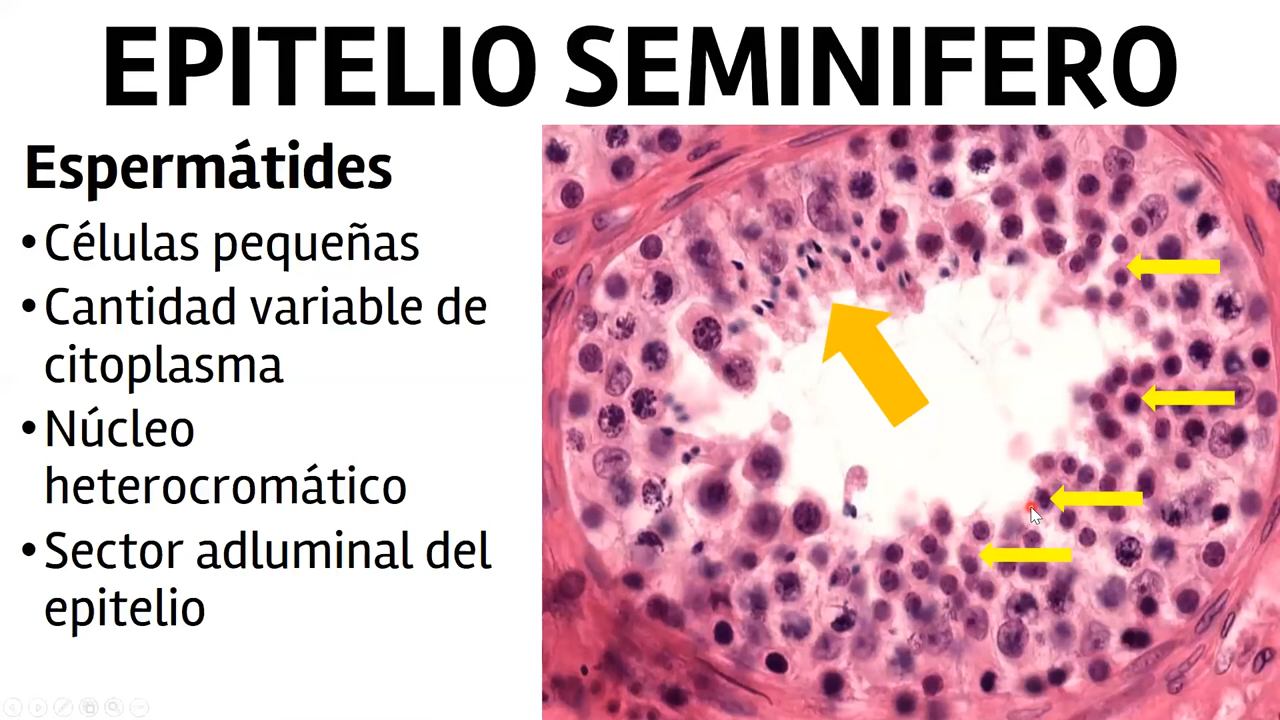 EPITELIO SEMINIFERO
Espermátides
• Células pequeñas
• Cantidad variable de
citoplasma
• Núcleo
heterocromático
• Sector adluminal del
epitelio